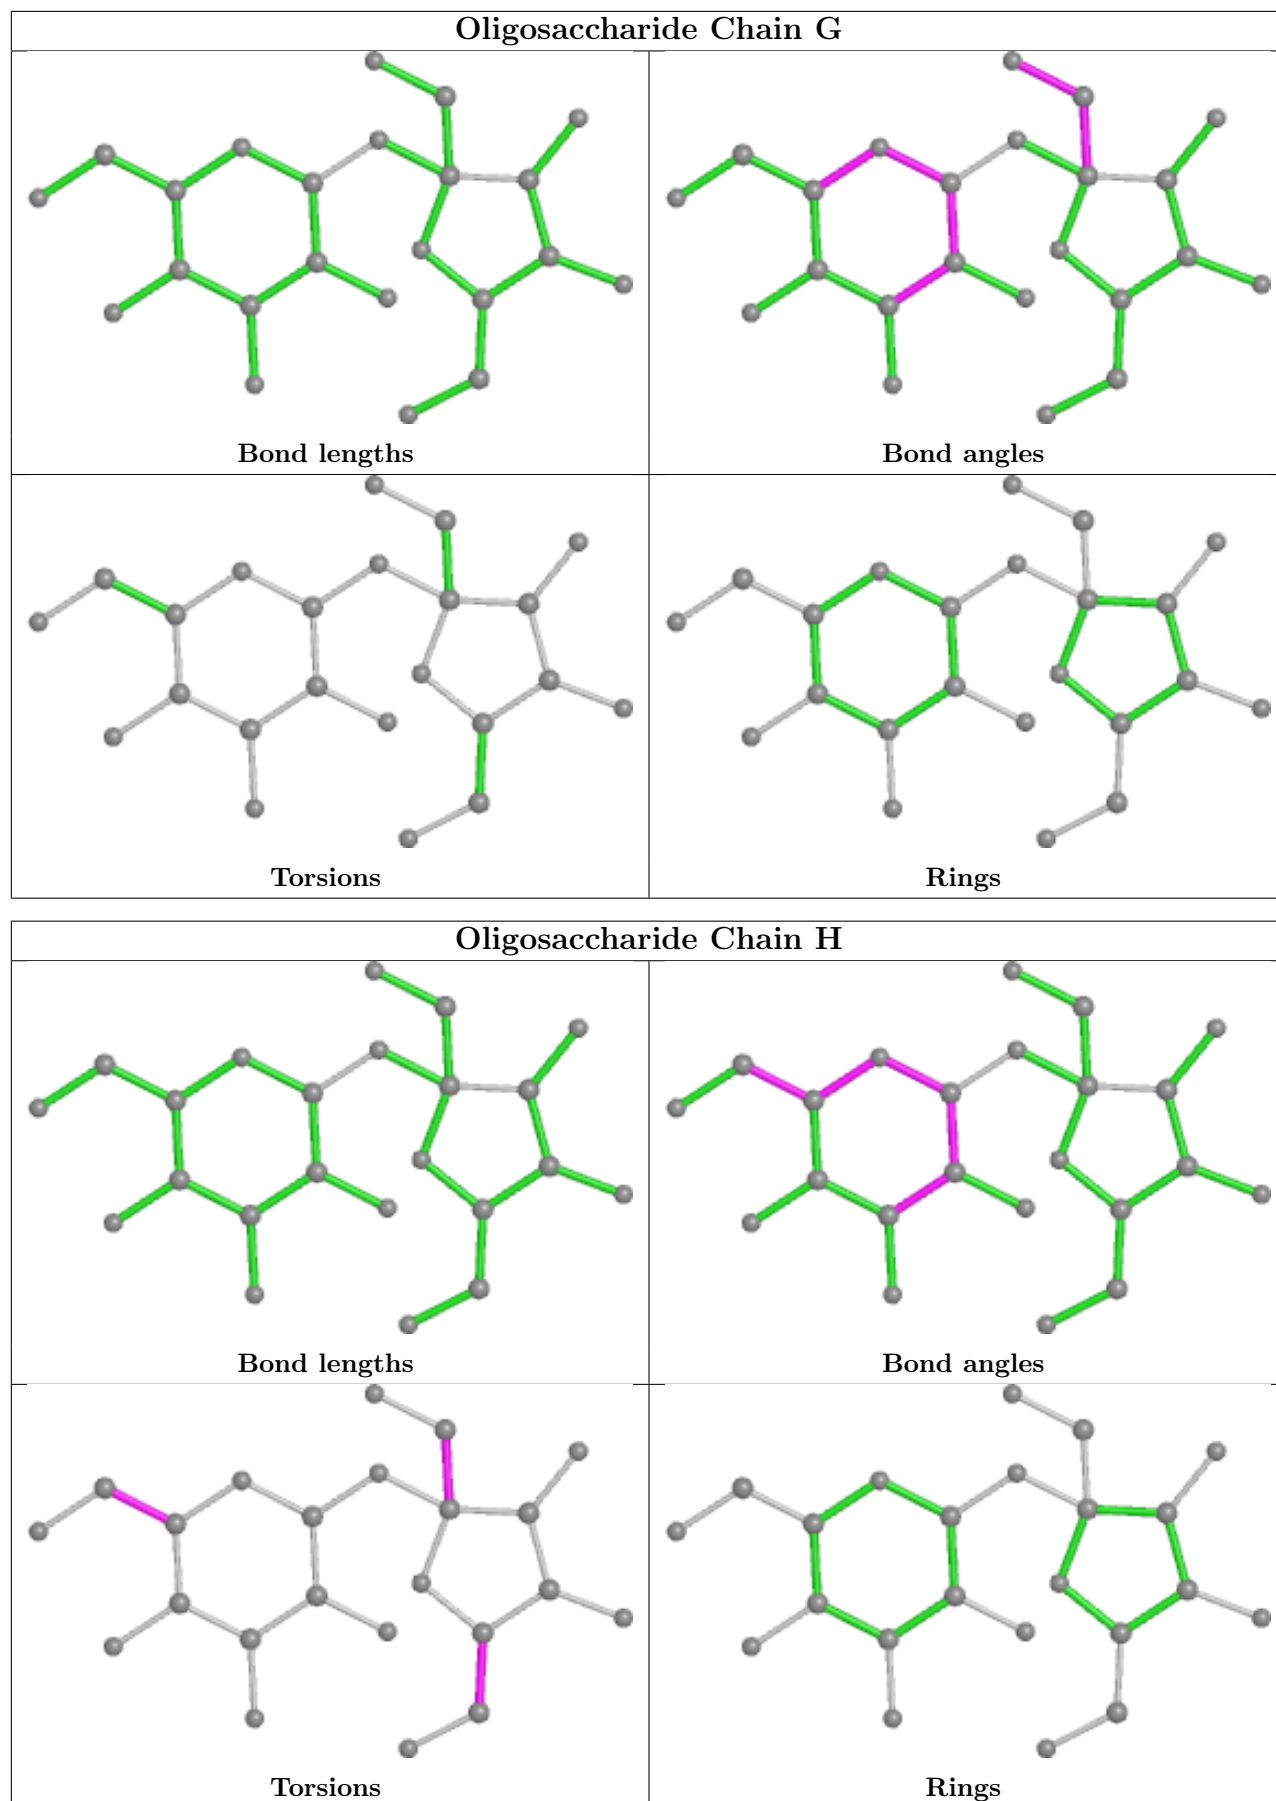 Oligosaccharide Chain G
Bond lengths
Bond angles
Torsions
Rings
Oligosaccharide Chain H
Bond lengths
Bond angles
Torsions
Rings